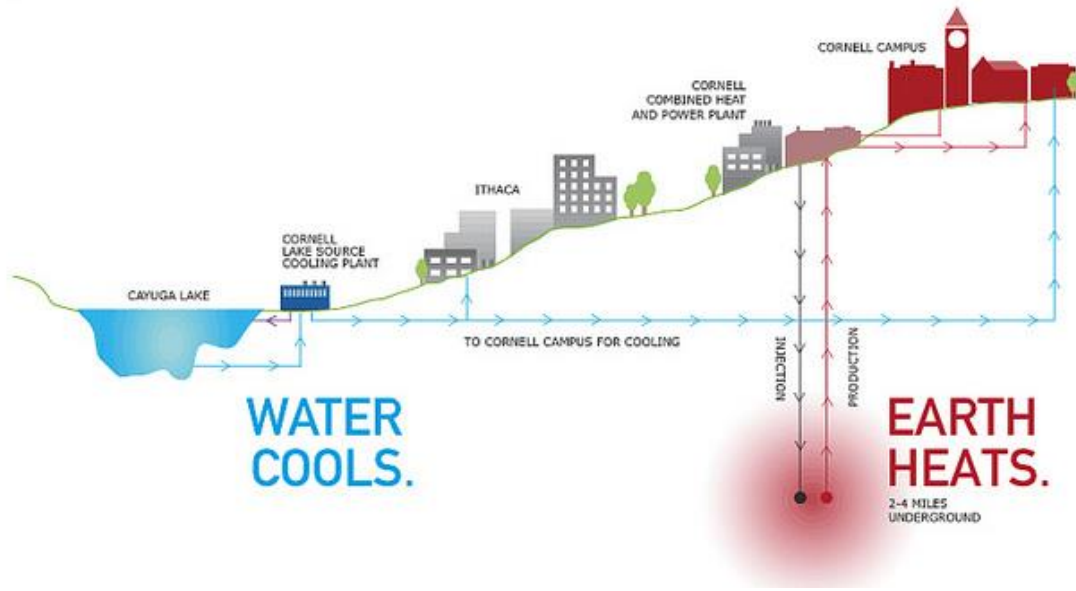 CORNELL CAMPUS
CORNELL
COMBINED HEAT
AND POWER PLANT
ITHACA
CORNELL
LAKE SOURCE
COOLING PLANT
CAYUGA LAKE
TO CORNELL CAMPUS FOR COOLING
INJECTION
PRODUCTION
WATER
COOLS.
EARTH
HEATS.
2-4 MILES
UNDERGROUND